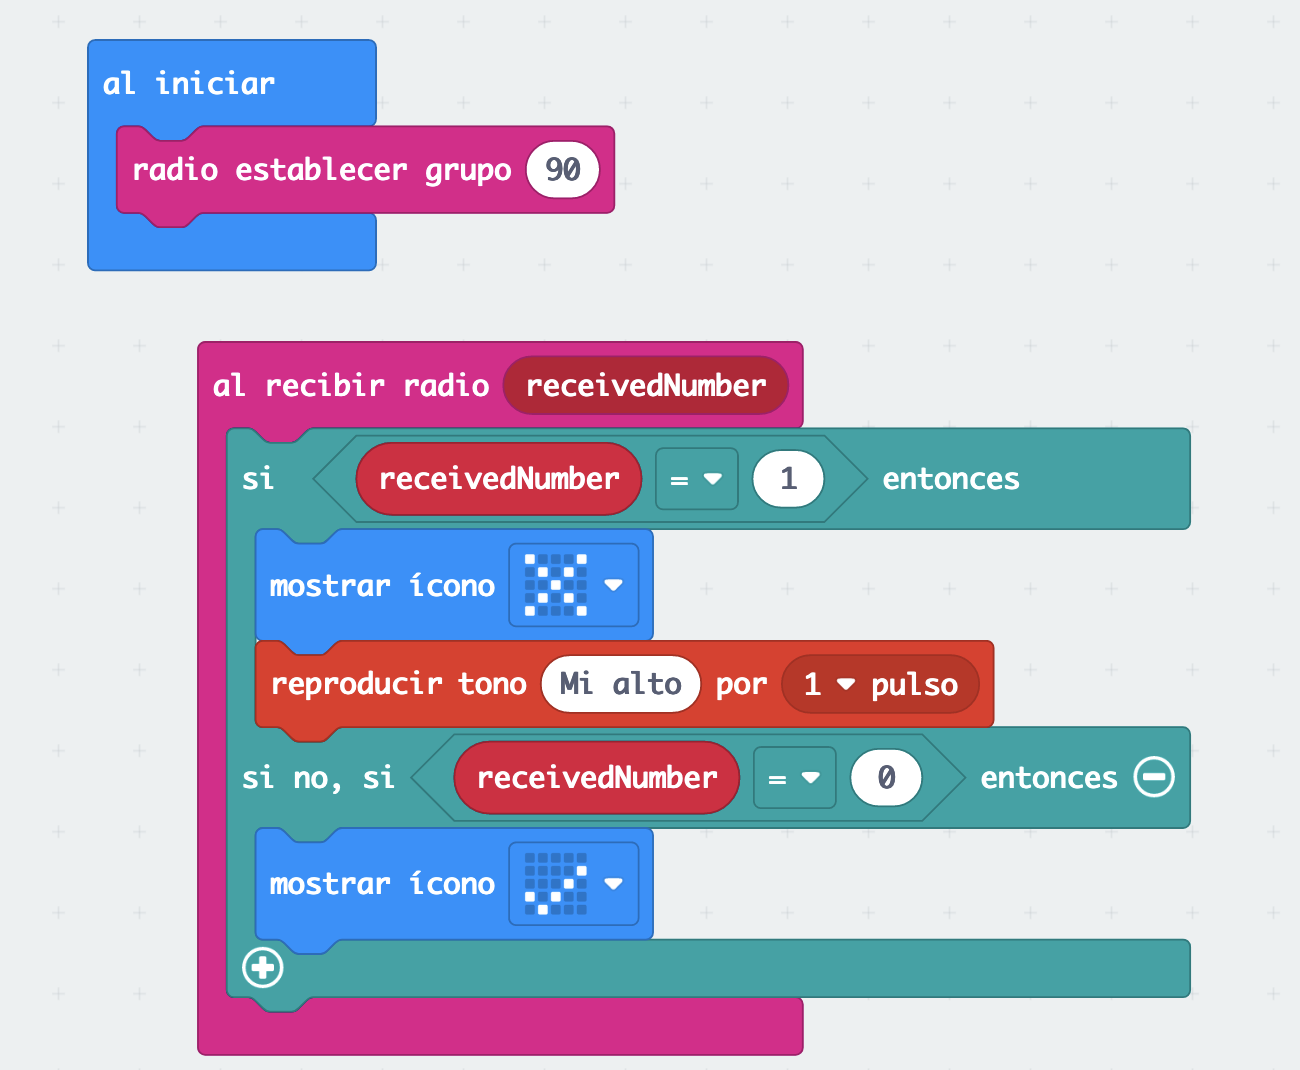 al iniciar
radio establecer grupo 90
al recibir radio receivedNumber
si receivedNumber = 1 entonces
mostrar ícono
reproducir tono Mi alto por 1 pulso
si no, si receivedNumber = 0 entonces
mostrar ícono